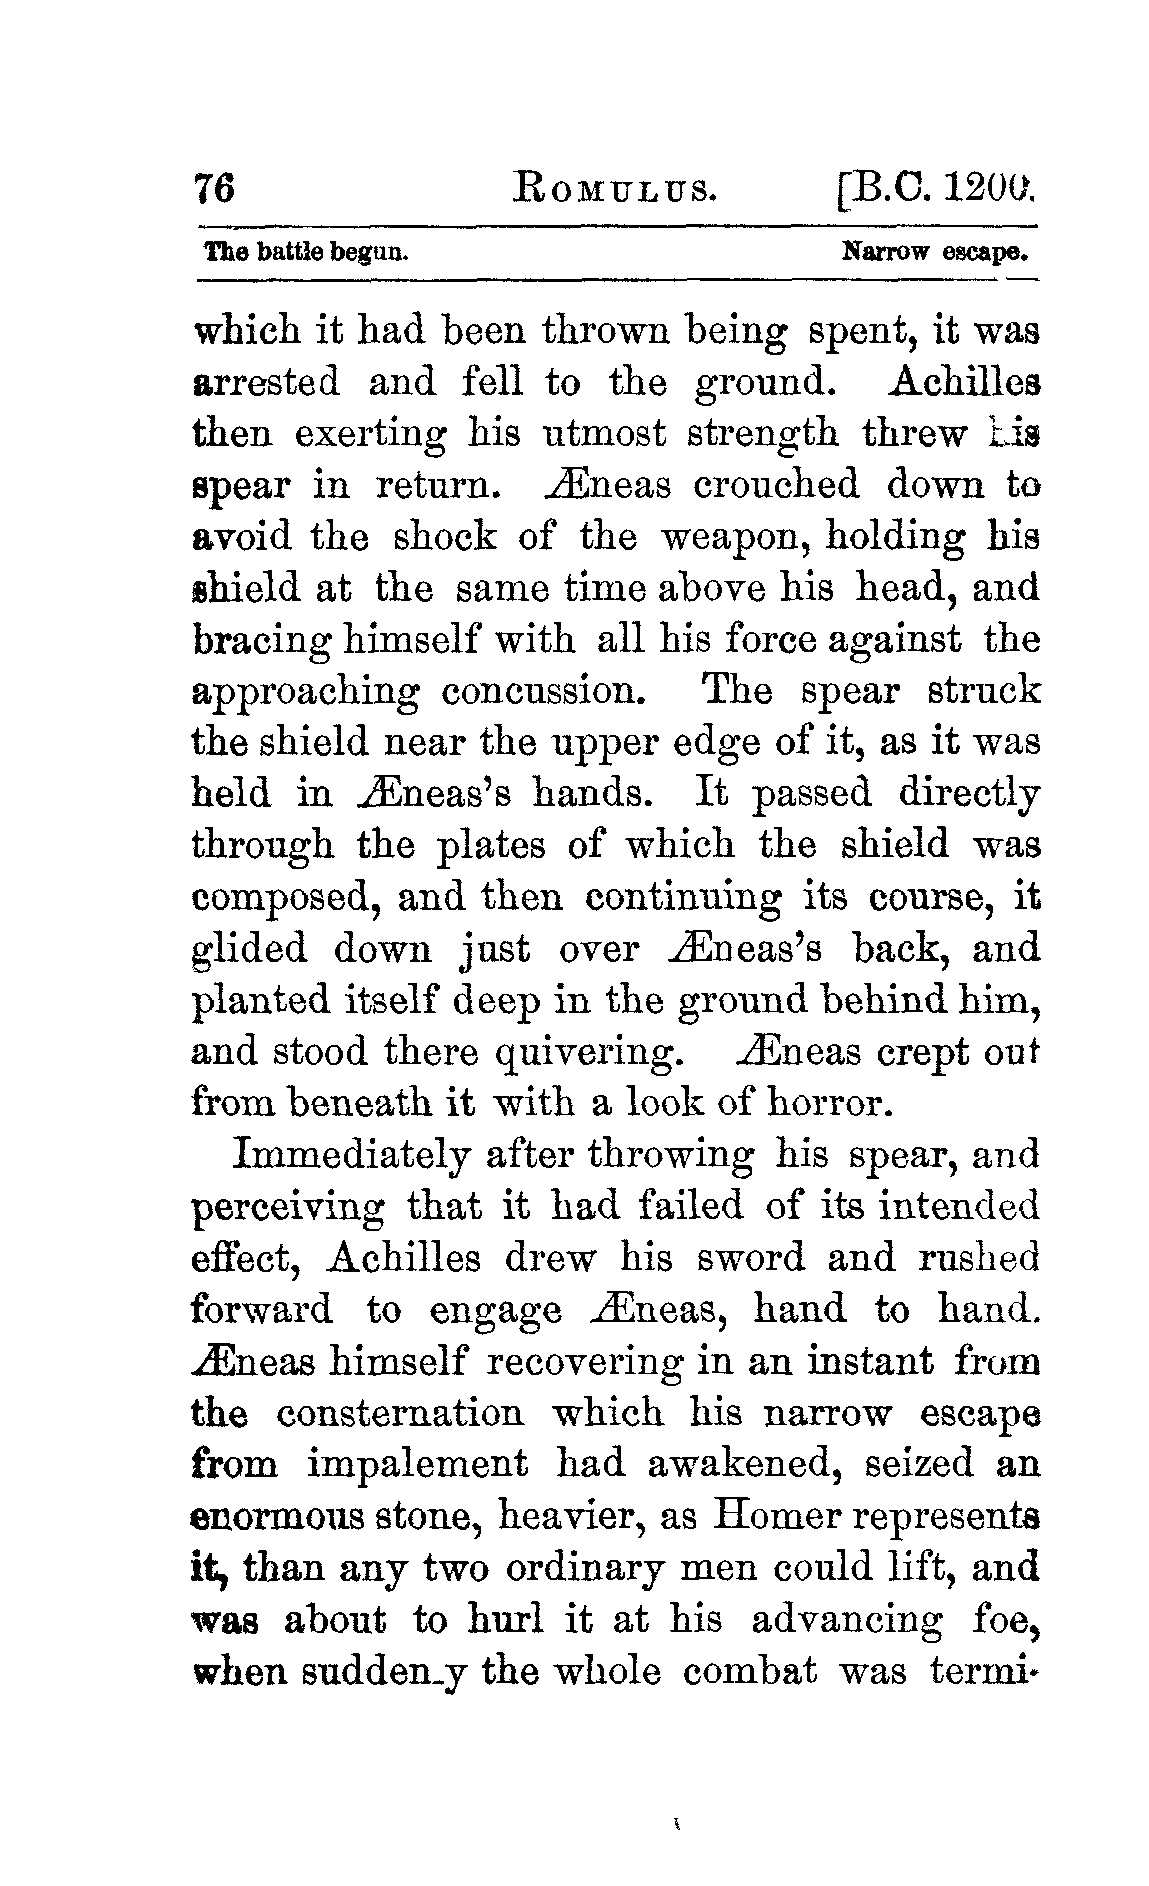 76 ROMULUS. [B.C. 1200.
The battle begun. Narrow escape.
which it had been thrown being spent, it was
arrested and fell to the ground. Achilles
then exerting his utmost strength threw his
spear in return. Æneas crouched down to
avoid the shock of the weapon, holding his
shield at the same time above his head, and
bracing himself with all his force against the
approaching concussion. The spear struck
the shield near the upper edge of it, as it was
held in Æneas’s hands. It passed directly
through the plates of which the shield was
composed, and then continuing its course, it
glided down just over Æneas’s back, and
planted itself deep in the ground behind him,
and stood there quivering. Æneas crept out
from beneath it with a look of horror.
Immediately after throwing his spear, and
perceiving that it had failed of its intended
effect, Achilles drew his sword and rushed
forward to engage Æneas, hand to hand.
Æneas himself recovering in an instant from
the consternation which his narrow escape
from impalement had awakened, seized an
enormous stone, heavier, as Homer represents
it, than any two ordinary men could lift, and
was about to hurl it at his advancing foe,
when suddenly the whole combat was termi-